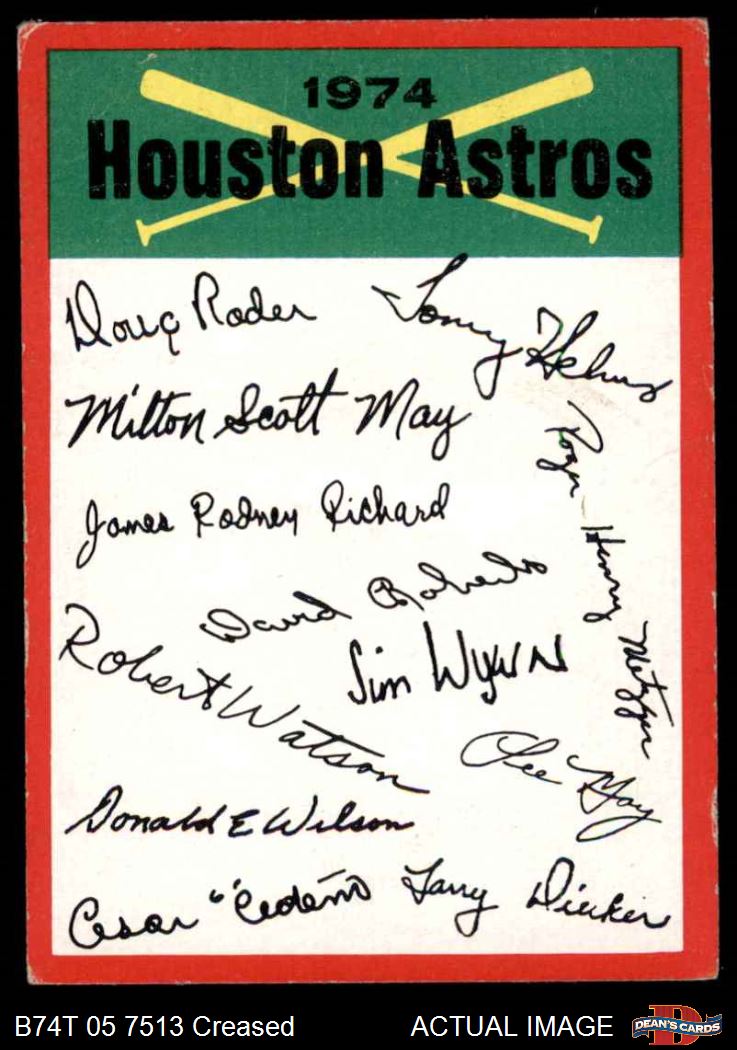 1974
Houston Astros
Doug Rader
Tommy Helms
Milton Scott May
Roger Henry Metzger
James Rodney Richard
David Roberts
Robert Watson
Jim Wynn
Lee May
Donald E Wilson
Cesar "Cedeño
Larry Dierker
B74T 05 7513 Creased
ACTUAL IMAGE
DEAN'S CARDS